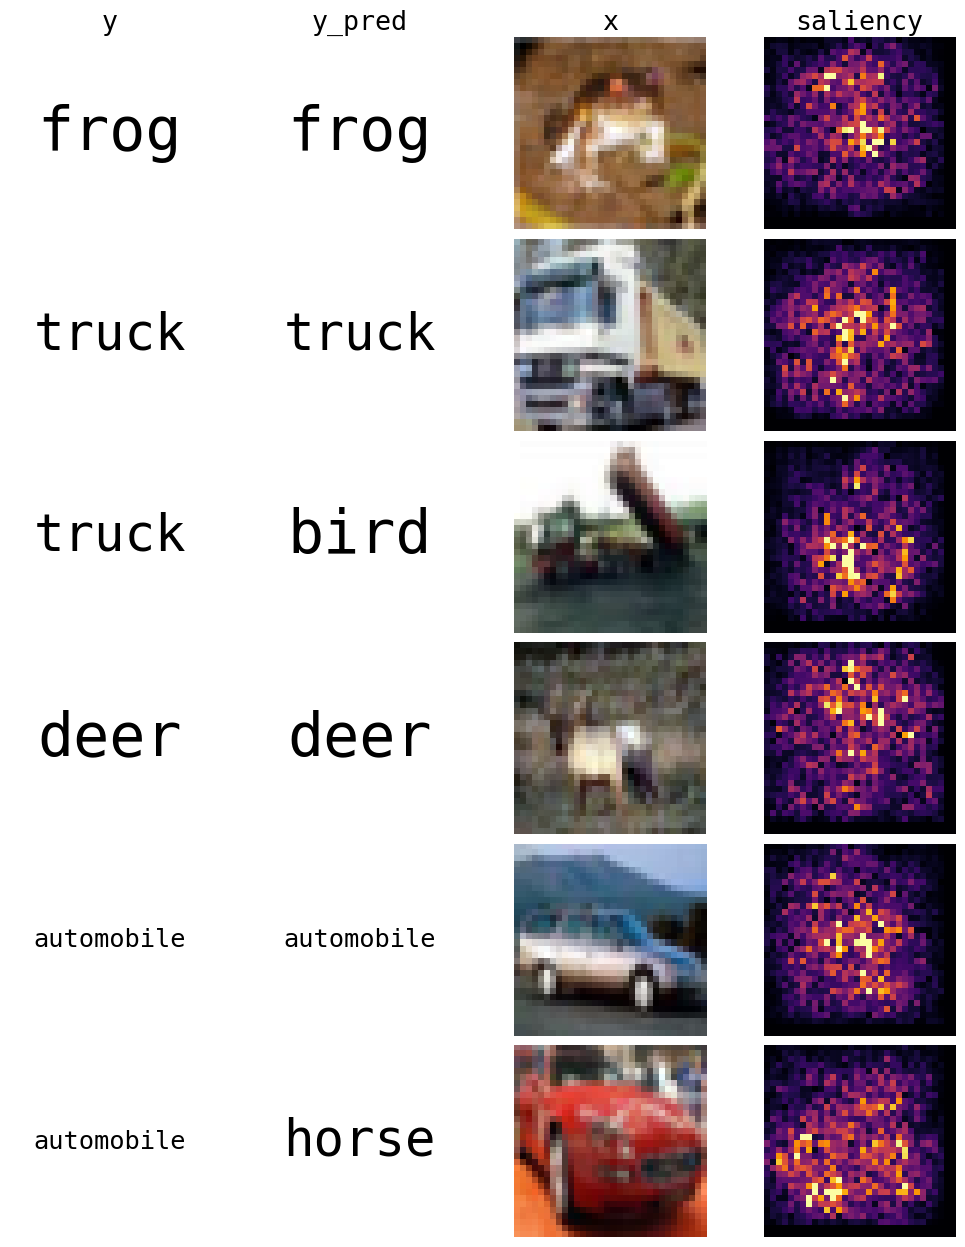 y y_pred x saliency
frog frog
truck truck
truck bird
deer deer
automobile automobile
automobile horse